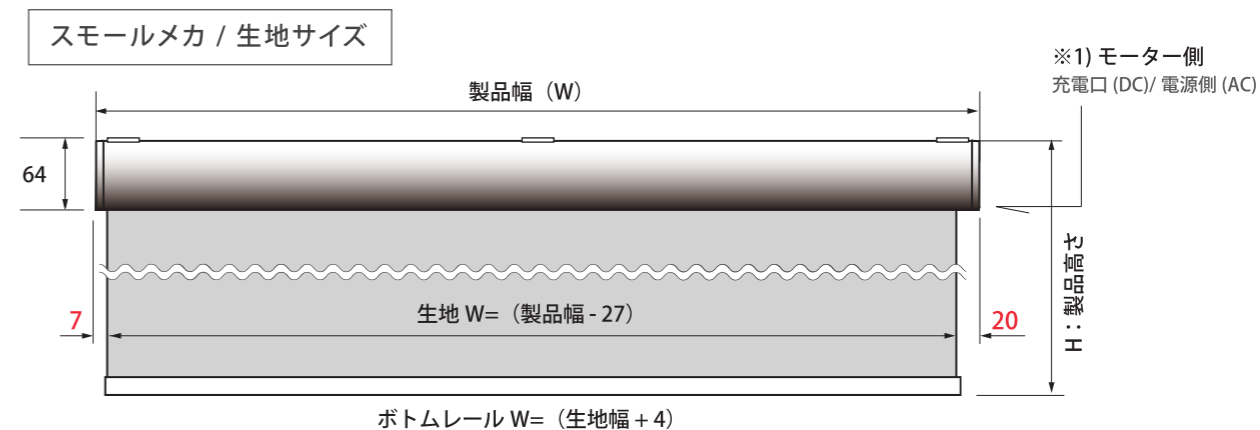 スモールメカ / 生地サイズ
※1) モーター側
充電口 (DC)/ 電源側 (AC)
製品幅（W）
64
H：製品高さ
生地 W=（製品幅 - 27）
7
20
ボトムレール W=（生地幅 + 4）